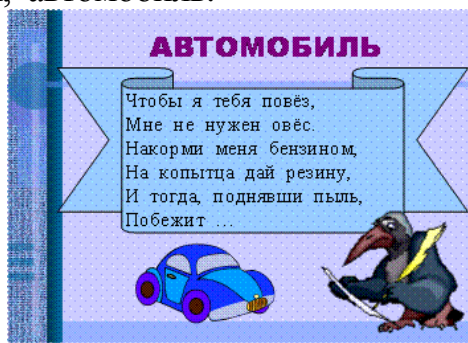 АВТОМОБИЛЬ
Чтобы я тебя повёз,
Мне не нужен овёс.
Накорми меня бензином,
На копытца дай резину,
И тогда, поднявши пыль,
Побежит ...